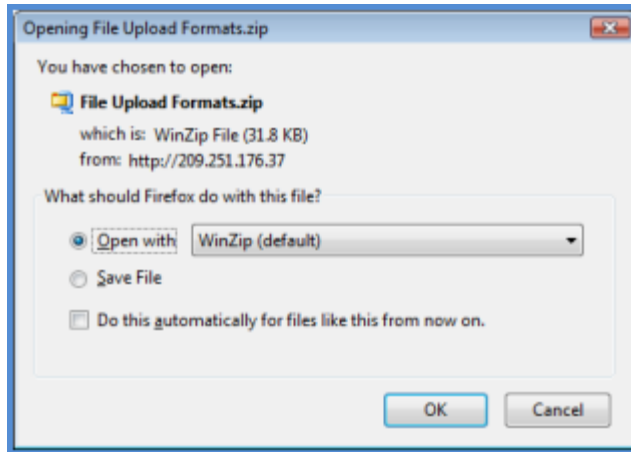 Opening File Upload Formats.zip
You have chosen to open:
File Upload Formats.zip
which is: WinZip File (31.8 KB)
from: http://209.251.176.37
What should Firefox do with this file?
Open with WinZip (default)
Save File
Do this automatically for files like this from now on.
OK Cancel